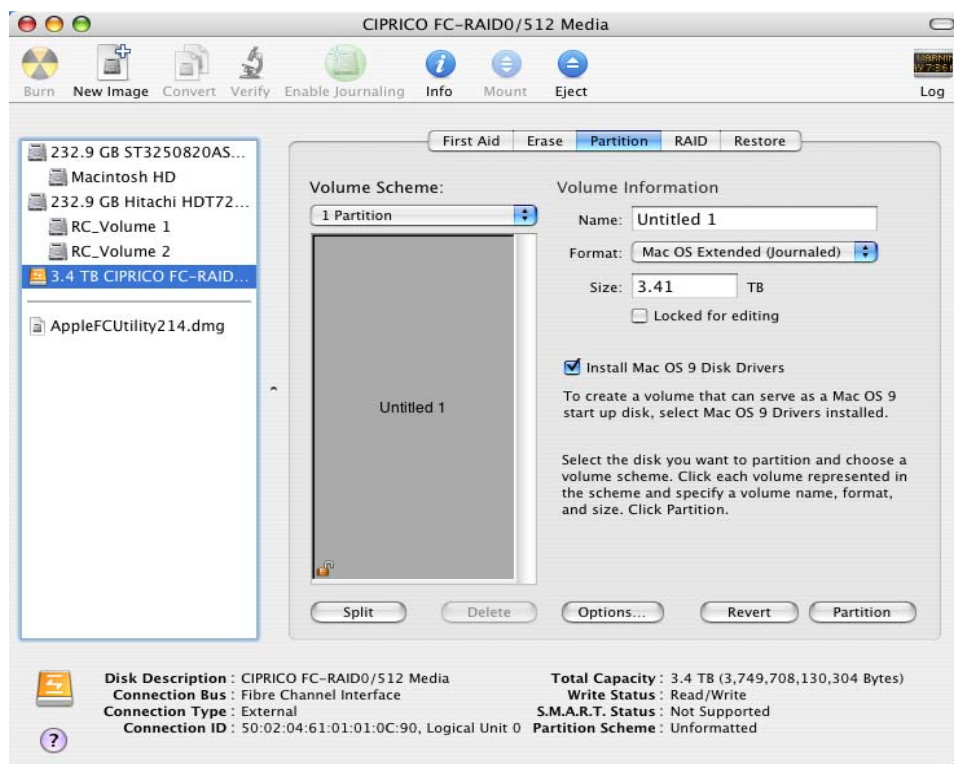 CIPRICO FC-RAID0/512 Media
Burn New Image Convert Verify Enable Journaling Info Mount Eject Log
232.9 GB ST3250820AS...
Macintosh HD
232.9 GB Hitachi HDT72...
RC_Volume 1
RC_Volume 2
3.4 TB CIPRICO FC-RAID...
AppleFCUtility214.dmg
First Aid Erase Partition RAID Restore
Volume Scheme:
1 Partition
Untitled 1
Volume Information
Name: Untitled 1
Format: Mac OS Extended (Journaled)
Size: 3.41 TB
Locked for editing
Install Mac OS 9 Disk Drivers
To create a volume that can serve as a Mac OS 9
start up disk, select Mac OS 9 Drivers installed.
Select the disk you want to partition and choose a
volume scheme. Click each volume represented in
the scheme and specify a volume name, format,
and size. Click Partition.
Split Delete Options... Revert Partition
Disk Description : CIPRICO FC-RAID0/512 Media
Connection Bus : Fibre Channel Interface
Connection Type : External
Connection ID : 50:02:04:61:01:01:0C:90, Logical Unit 0
Total Capacity : 3.4 TB (3,749,708,130,304 Bytes)
Write Status : Read/Write
S.M.A.R.T. Status : Not Supported
Partition Scheme : Unformatted
?